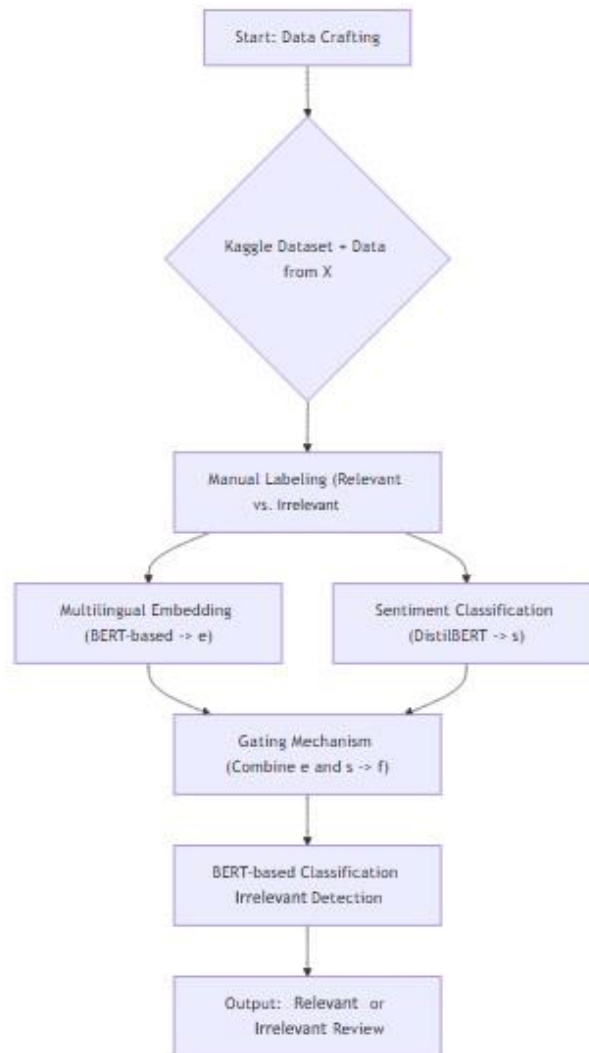 Start: Data Crafting
Kaggle Dataset + Data
from X
Manual Labeling (Relevant
vs. Irrelevant
Multilingual Embedding
(BERT-based -> e)
Sentiment Classification
(DistilBERT -> s)
Gating Mechanism
(Combine e and s -> f)
BERT-based Classification
Irrelevant Detection
Output: Relevant or
Irrelevant Review